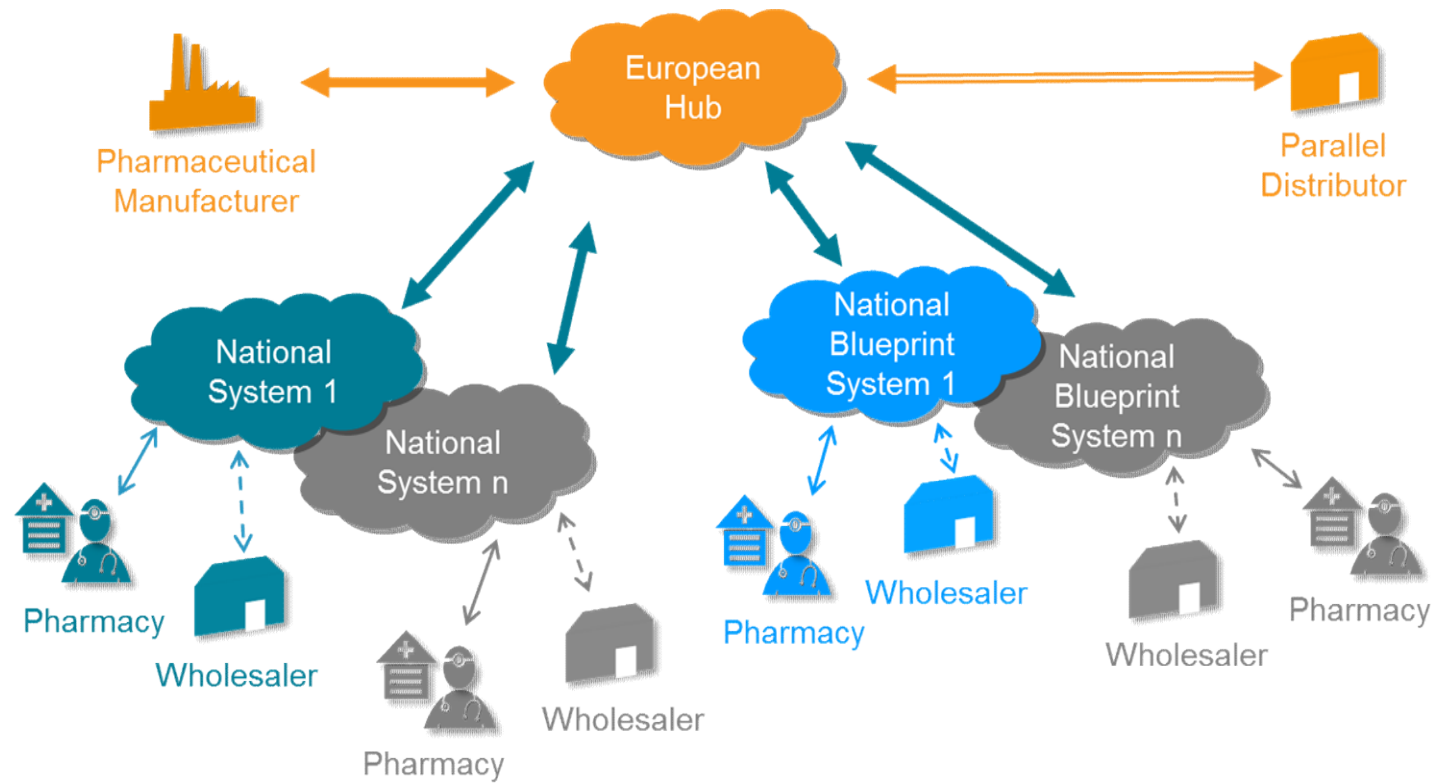 European
Hub
Pharmaceutical
Manufacturer
Parallel
Distributor
National
System 1
National
System n
National
Blueprint
System 1
National
Blueprint
System n
Pharmacy
Wholesaler
Pharmacy
Wholesaler
Pharmacy
Wholesaler
Wholesaler
Pharmacy